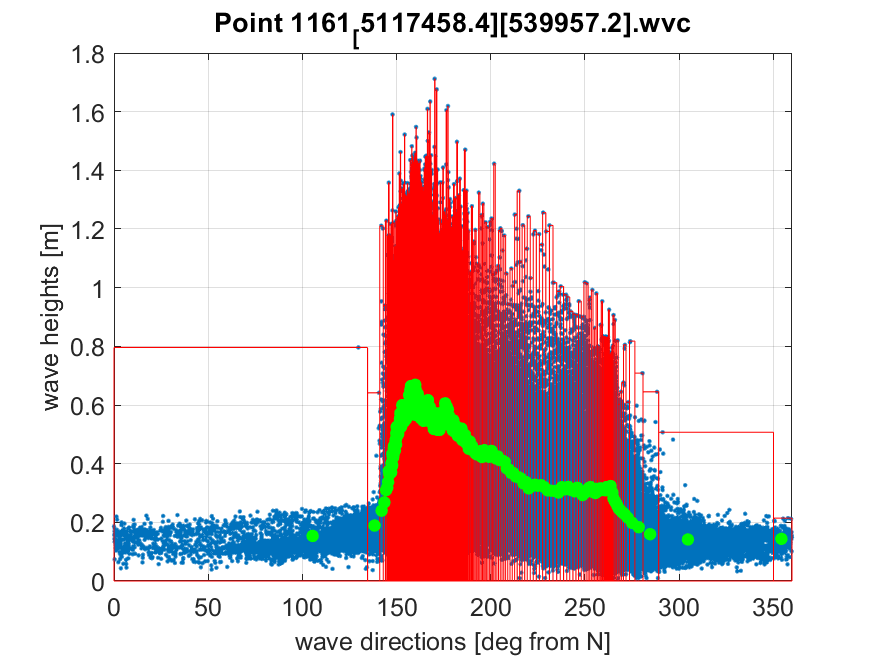 Point 1161[5117458.4][539957.2].wvc
1.8
1.6
1.4
1.2
1
0.8
0.6
0.4
0.2
0
wave heights [m]
0 50 100 150 200 250 300 350
wave directions [deg from N]